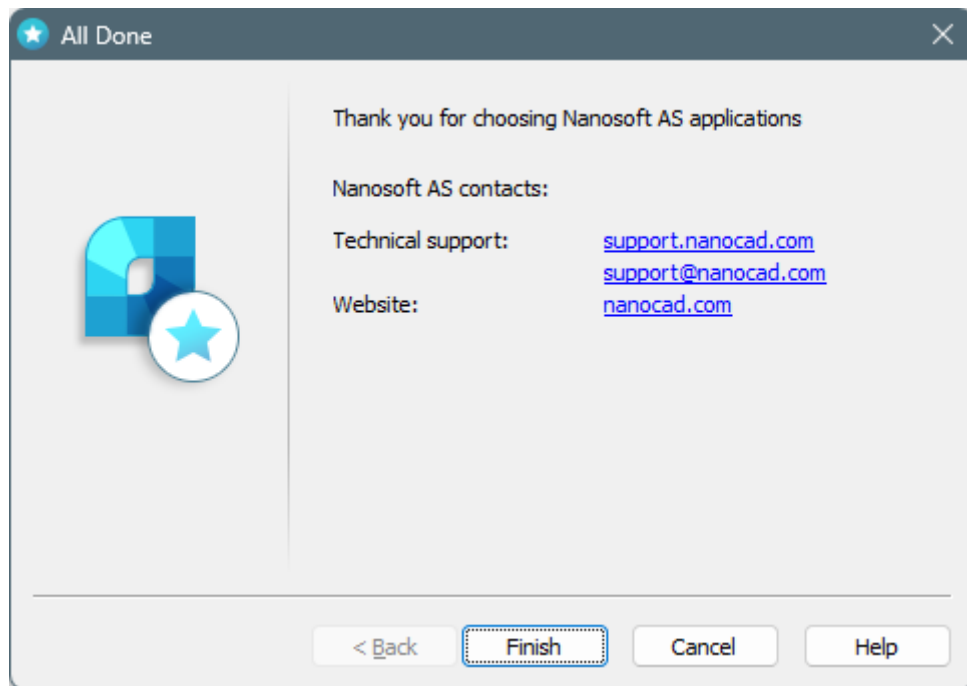 All Done
Thank you for choosing Nanosoft AS applications
Nanosoft AS contacts:
Technical support: support.nanocad.com
support@nanocad.com
Website: nanocad.com
< Back Finish Cancel Help